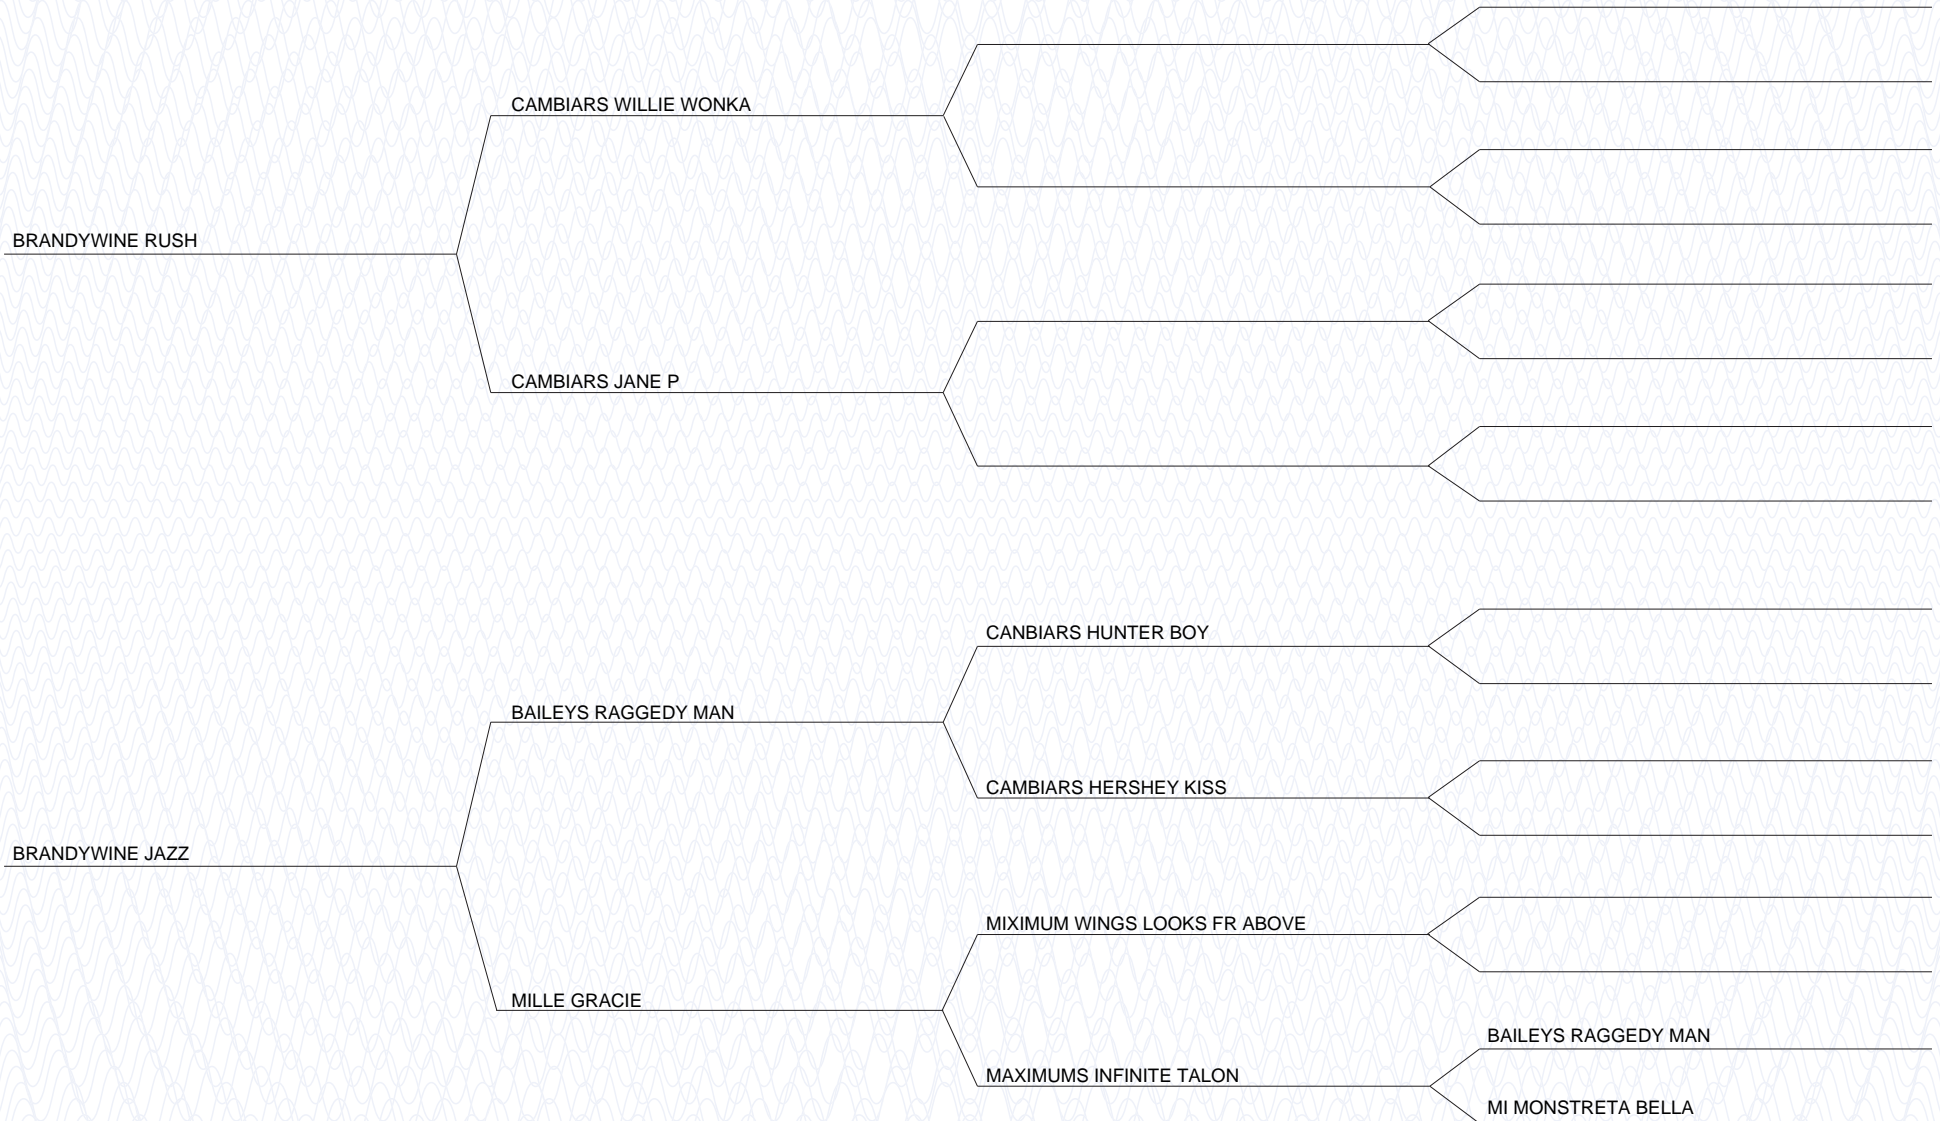 CAMBIARS WILLIE WONKA
BRANDYWINE RUSH
CAMBIARS JANE P
CANBIARS HUNTER BOY
BAILEYS RAGGEDY MAN
CAMBIARS HERSHEY KISS
BRANDYWINE JAZZ
MIXIMUM WINGS LOOKS FR ABOVE
MILLE GRACIE
BAILEYS RAGGEDY MAN
MAXIMUMS INFINITE TALON
MI MONSTRETA BELLA